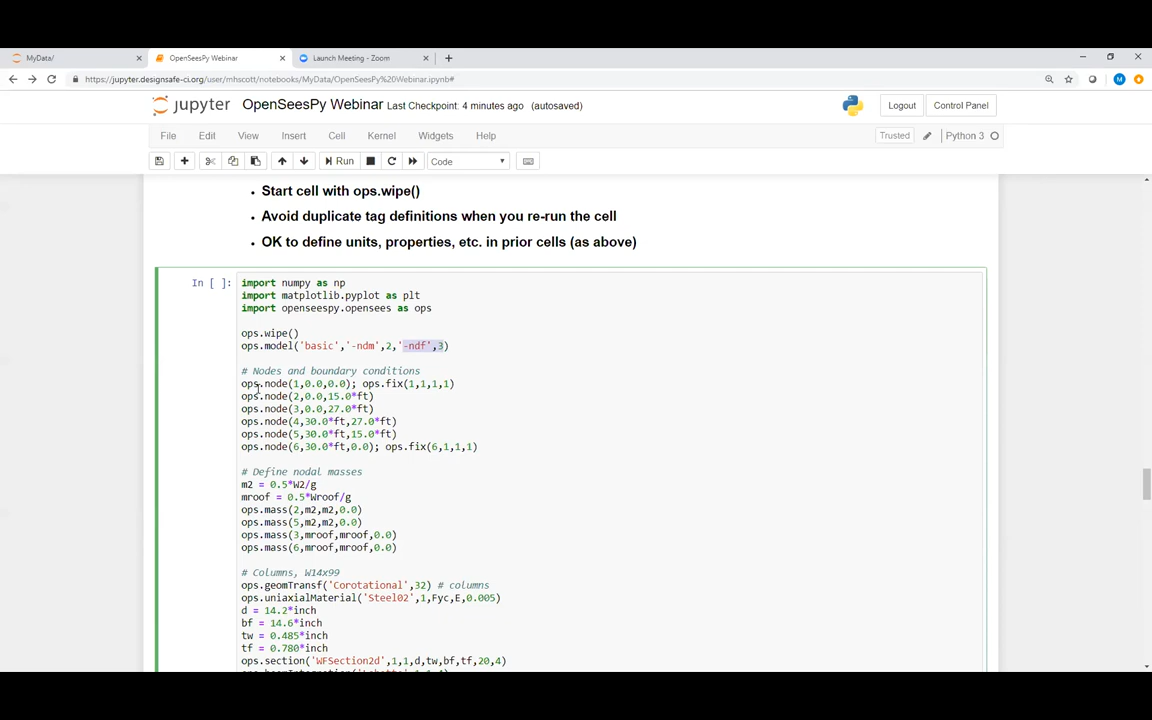 MyData/
OpenSeesPy Webinar
Launch Meeting - Zoom
https://jupyter.designsafe-ci.org/user/mhscott/notebooks/MyData/OpenSeesPy%20Webinar.ipynb#
M
jupyter OpenSeesPy Webinar Last Checkpoint: 4 minutes ago (autosaved)
Logout Control Panel
File Edit View Insert Cell Kernel Widgets Help
Trusted Python 3
Run Code
• Start cell with ops.wipe()
• Avoid duplicate tag definitions when you re-run the cell
• OK to define units, properties, etc. in prior cells (as above)
In [ ]: import numpy as np
import matplotlib.pyplot as plt
import openseespy.opensees as ops
ops.wipe()
ops.model('basic','-ndm',2,'-ndf',3)
# Nodes and boundary conditions
ops.node(1,0.0,0.0); ops.fix(1,1,1,1)
ops.node(2,0.0,15.0*ft)
ops.node(3,0.0,27.0*ft)
ops.node(4,30.0*ft,27.0*ft)
ops.node(5,30.0*ft,15.0*ft)
ops.node(6,30.0*ft,0.0); ops.fix(6,1,1,1)
# Define nodal masses
m2 = 0.5*W2/g
mroof = 0.5*Wroof/g
ops.mass(2,m2,m2,0.0)
ops.mass(5,m2,m2,0.0)
ops.mass(3,mroof,mroof,0.0)
ops.mass(6,mroof,mroof,0.0)
# Columns, W14x99
ops.geomTransf('Corotational',32) # columns
ops.uniaxialMaterial('Steel02',1,Fyc,E,0.005)
d = 14.2*inch
bf = 14.6*inch
tw = 0.485*inch
tf = 0.780*inch
ops.section('WFSection2d',1,1,d,tw,bf,tf,20,4)